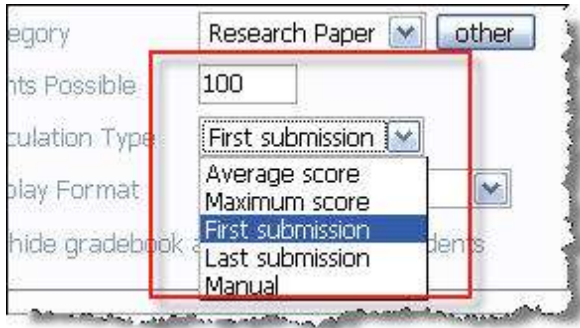 egory Research Paper other
nts Possible 100
culation Type First submission
Average score
play Format Maximum score
First submission
hide gradebook a dents
Last submission
Manual